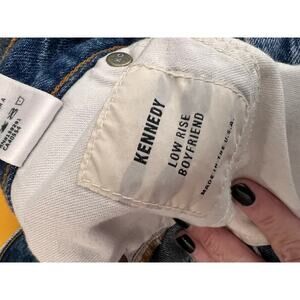 KENNEDY
LOW RISE
BOYFRIEND
MADE IN THE U.S.A.